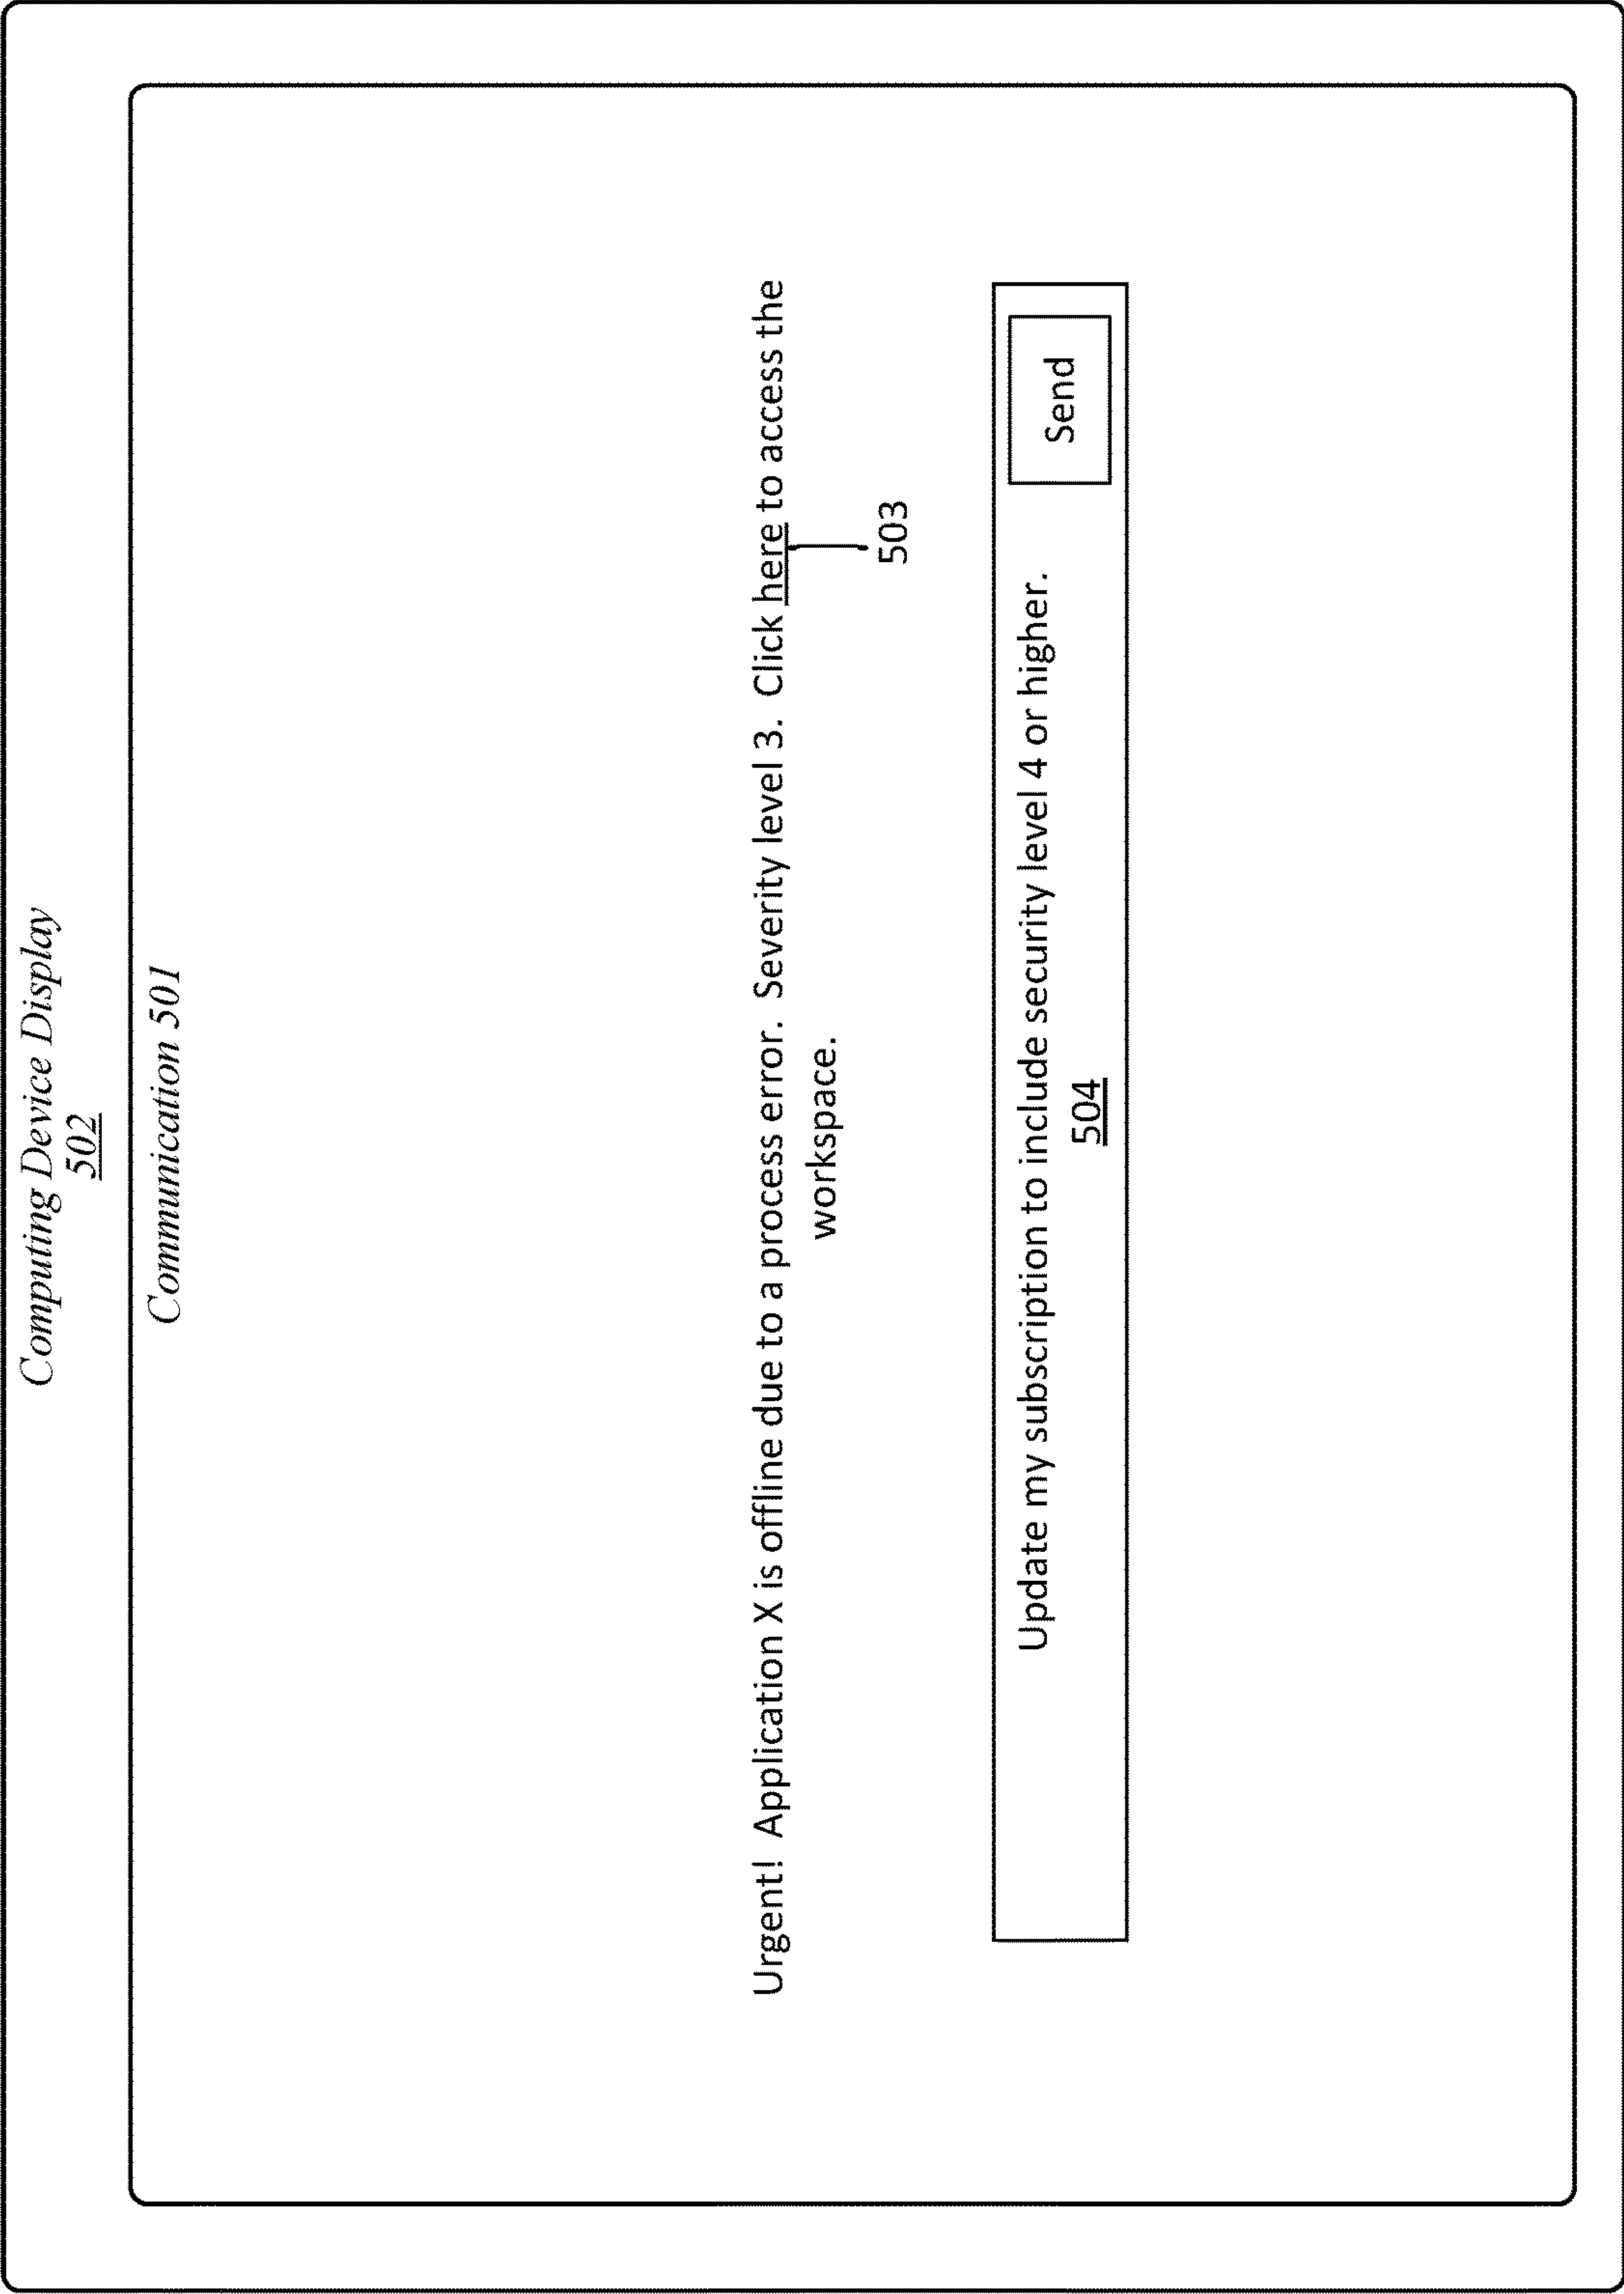 Computing Device Display
502
Communication 501
Urgent!  Application X is offline due to a process error.  Severity level 3.  Click here to access the
workspace.
503
Update my subscription to include security level 4 or higher.
504
Send